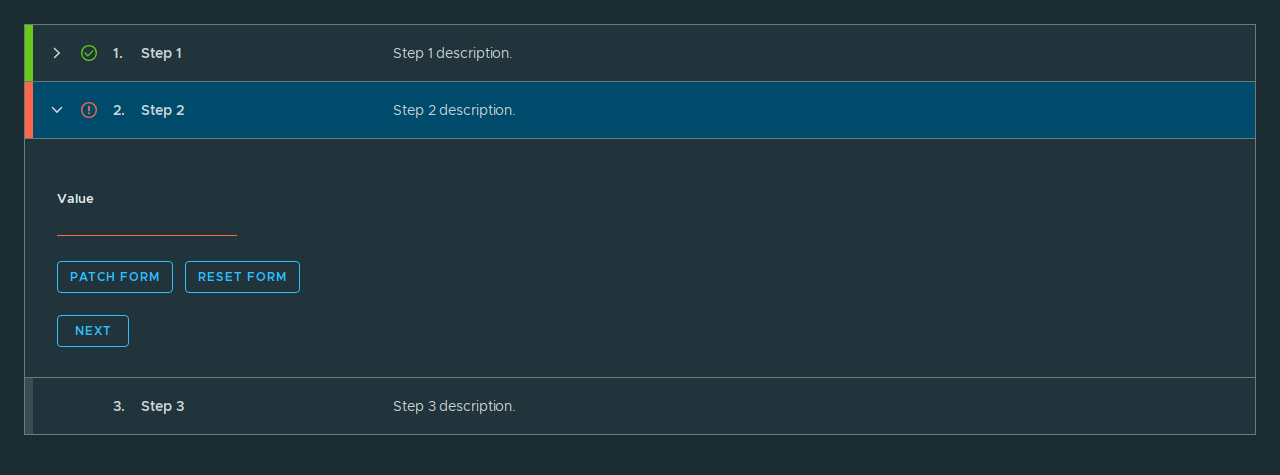 1. Step 1 Step 1 description.
2. Step 2 Step 2 description.
Value
PATCH FORM RESET FORM
NEXT
3. Step 3 Step 3 description.